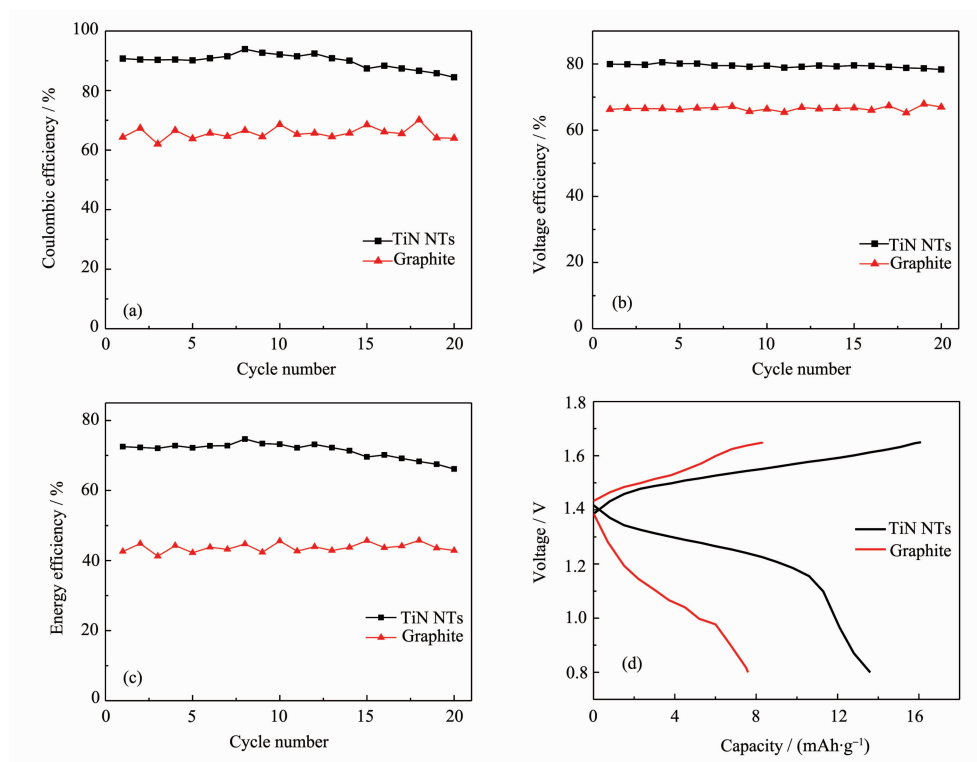 100
80
60
40
20
0
Coulombic efficiency / %
TiN NTs
Graphite
(a)
0 5 10 15 20
Cycle number
80
60
40
20
0
Voltage efficiency / %
TiN NTs
Graphite
(b)
0 5 10 15 20
Cycle number
80
60
40
20
0
Energy efficiency / %
TiN NTs
Graphite
(c)
0 5 10 15 20
Cycle number
1.8
1.6
1.4
1.2
1.0
0.8
Voltage / V
TiN NTs
Graphite
(d)
0 4 8 12 16
Capacity / (mAh·g⁻¹)